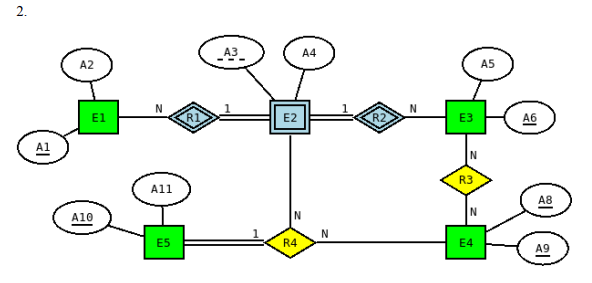 2.
A3 A4
A2 A5
N 1 1 N
E1 R1 E2 R2 E3 A6
A1
N
A11 R3
A10 A8
N N
1 N
E5 R4 E4 A9